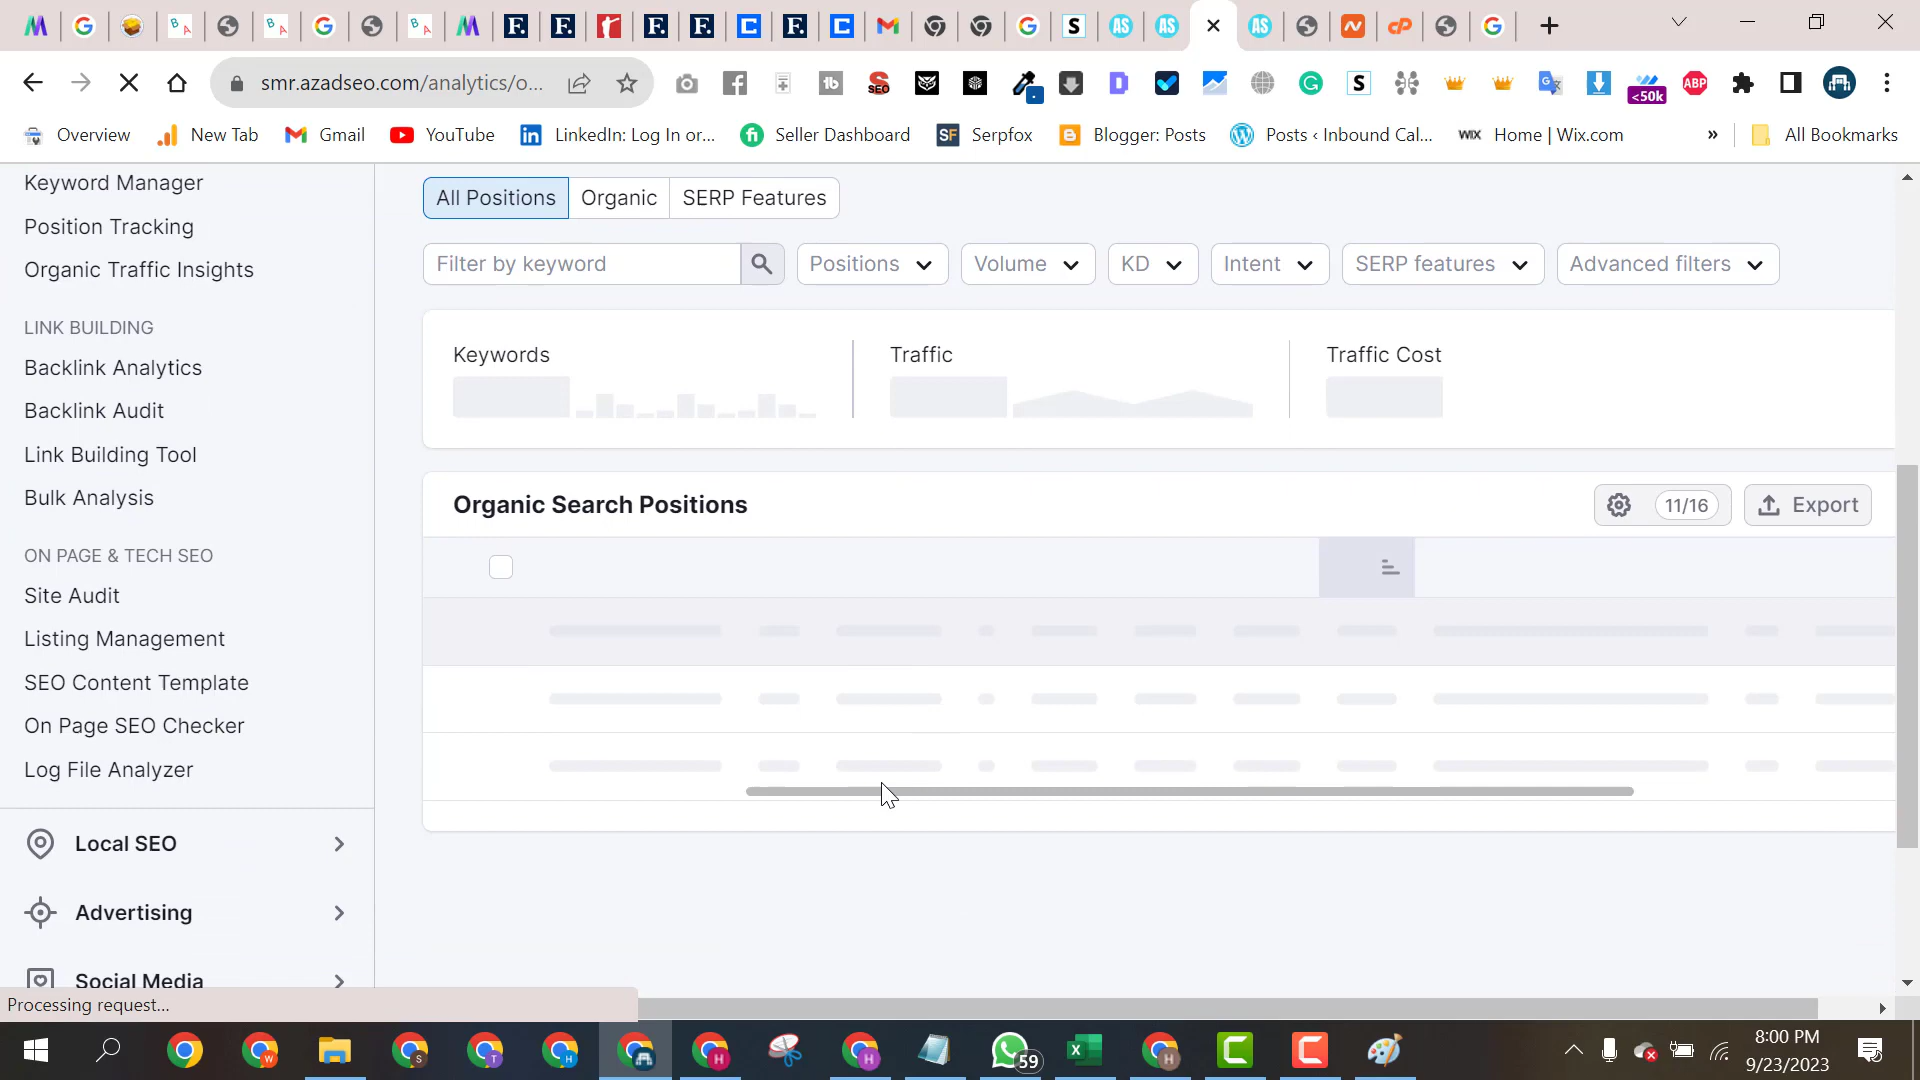 smr.azadseo.com/analytics/o...
<50k
ABP
Overview
New Tab
Gmail
YouTube
LinkedIn: Log In or...
Seller Dashboard
SF Serpfox
Blogger: Posts
Posts ‹ Inbound Cal...
WIX Home | Wix.com
»
All Bookmarks
Keyword Manager
Position Tracking
Organic Traffic Insights
LINK BUILDING
Backlink Analytics
Backlink Audit
Link Building Tool
Bulk Analysis
ON PAGE & TECH SEO
Site Audit
Listing Management
SEO Content Template
On Page SEO Checker
Log File Analyzer
Local SEO
Advertising
Social Media
Processing request...
All Positions
Organic
SERP Features
Filter by keyword
Positions
Volume
KD
Intent
SERP features
Advanced filters
Keywords
Traffic
Traffic Cost
Organic Search Positions
11/16
Export
59
8:00 PM
9/23/2023